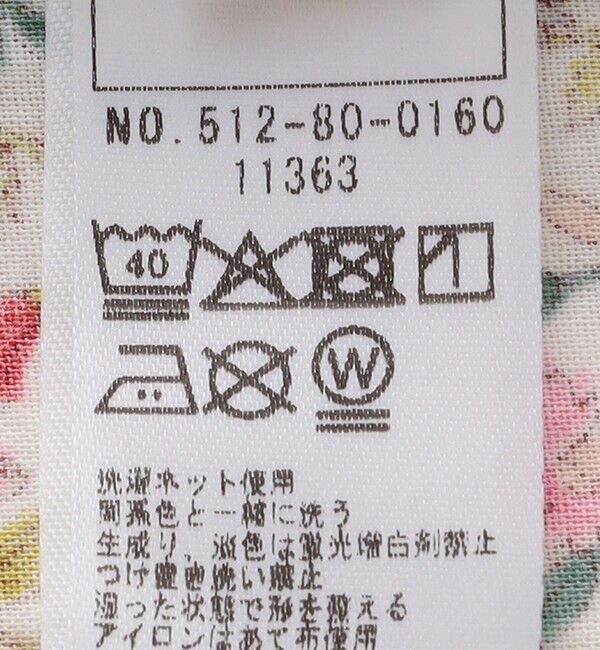 NO.512-80-0160
11363
40
W
洗濯ネット使用
同系色と一緒に洗う
生成り、淡色は蛍光増白剤禁止
つけ置き洗い禁止
湿った状態で形を整える
アイロンはあて布使用